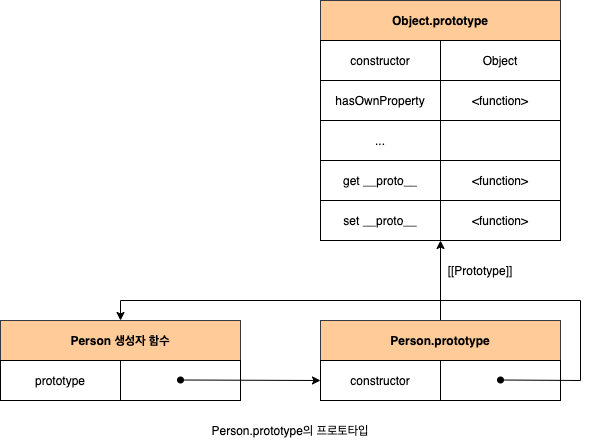 Object.prototype
constructor Object
hasOwnProperty <function>
...
get __proto__ <function>
set __proto__ <function>
[[Prototype]]
Person 생성자 함수
prototype
Person.prototype
constructor
Person.prototype의 프로토타입